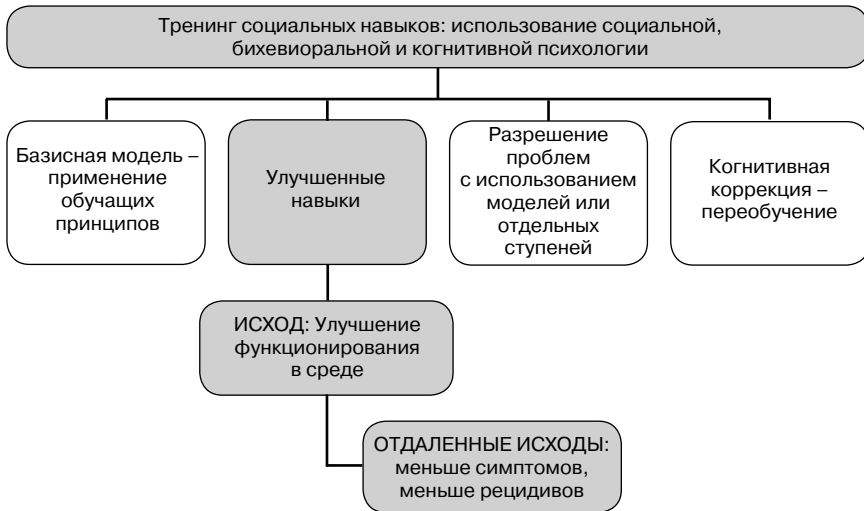 Тренинг социальных навыков: использование социальной,
бихевиоральной и когнитивной психологии
Базисная модель –
применение
обучащих
принципов
Улучшенные
навыки
Разрешение
проблем
с использованием
моделей или
отдельных
ступеней
Когнитивная
коррекция –
переобучение
ИСХОД: Улучшение
функционирования
в среде
ОТДАЛЕННЫЕ ИСХОДЫ:
меньше симптомов,
меньше рецидивов